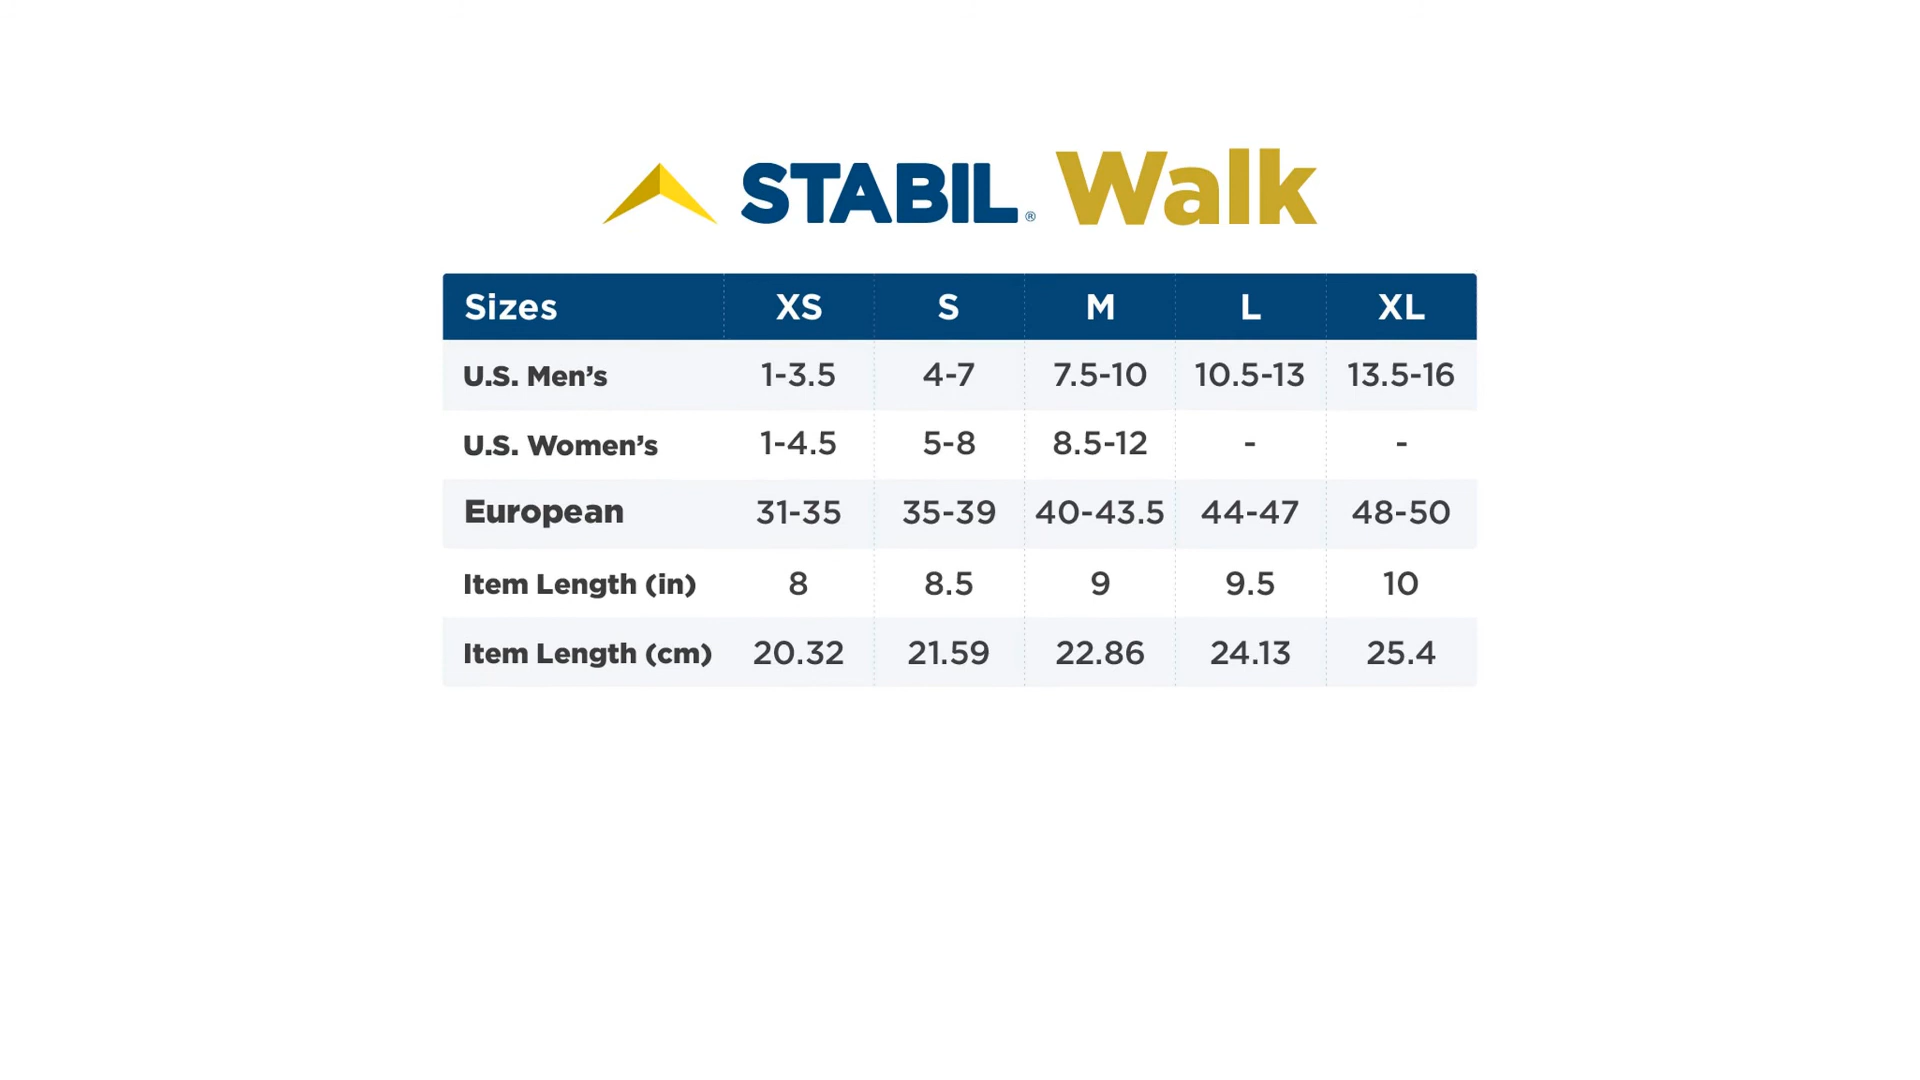 STABIL® Walk
Sizes XS S M L XL
U.S. Men’s 1-3.5 4-7 7.5-10 10.5-13 13.5-16
U.S. Women’s 1-4.5 5-8 8.5-12 - -
European 31-35 35-39 40-43.5 44-47 48-50
Item Length (in) 8 8.5 9 9.5 10
Item Length (cm) 20.32 21.59 22.86 24.13 25.4